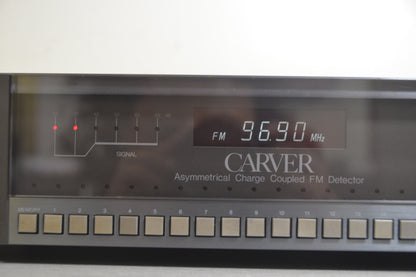 FM 96.90 MHz
SIGNAL
CARVER
Asymmetrical Charge Coupled FM Detector
MEMORY 1 2 3 4 5 6 7 8 9 10 11 12 13